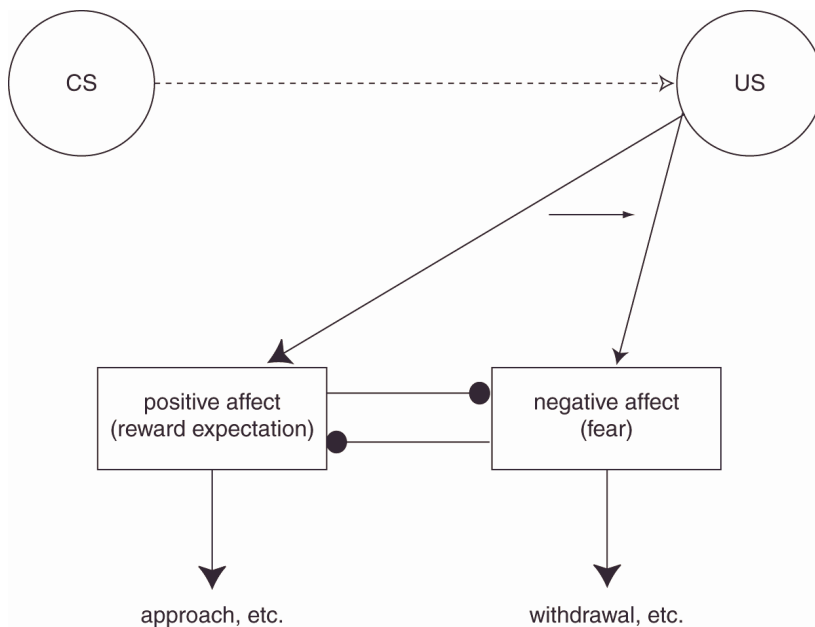 CS
US
positive affect
(reward expectation)
negative affect
(fear)
approach, etc.
withdrawal, etc.